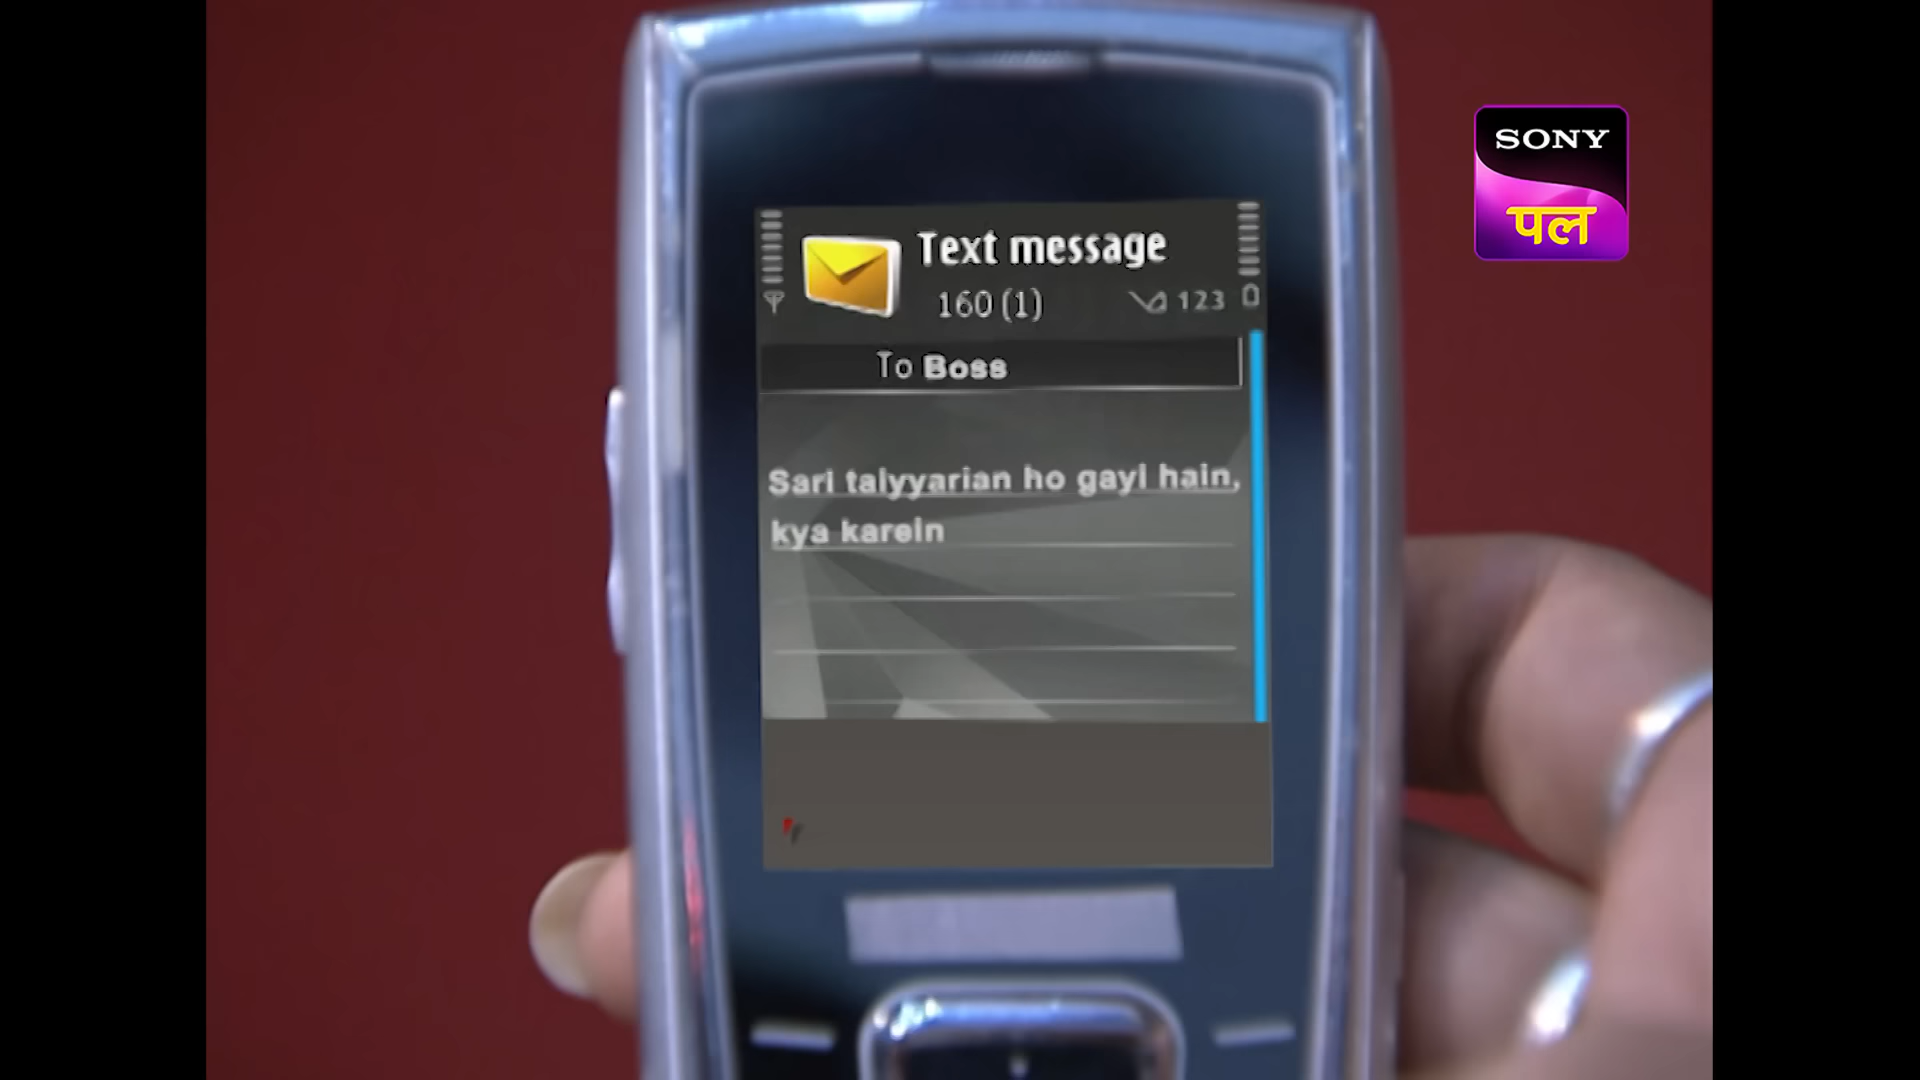 SONY
पल
Text message
160 (1)
123
To Boss
Sari taiyyarian ho gayi hain,
kya karein